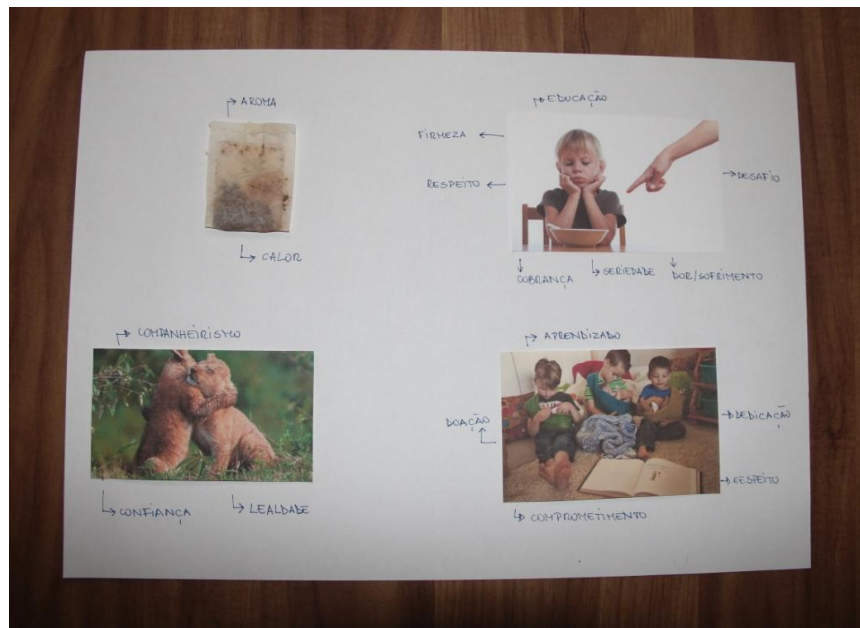 AROMA
CALOR
EDUCAÇÃO
FIRMEZA
RESPEITO
DESAFIO
COBRANÇA
SERIEDADE
DOR/SOFRIMENTO
COMPANHEIRISMO
CONFIANÇA
LEALDADE
APRENDIZADO
DOAÇÃO
DEDICAÇÃO
RESPEITO
COMPROMETIMENTO